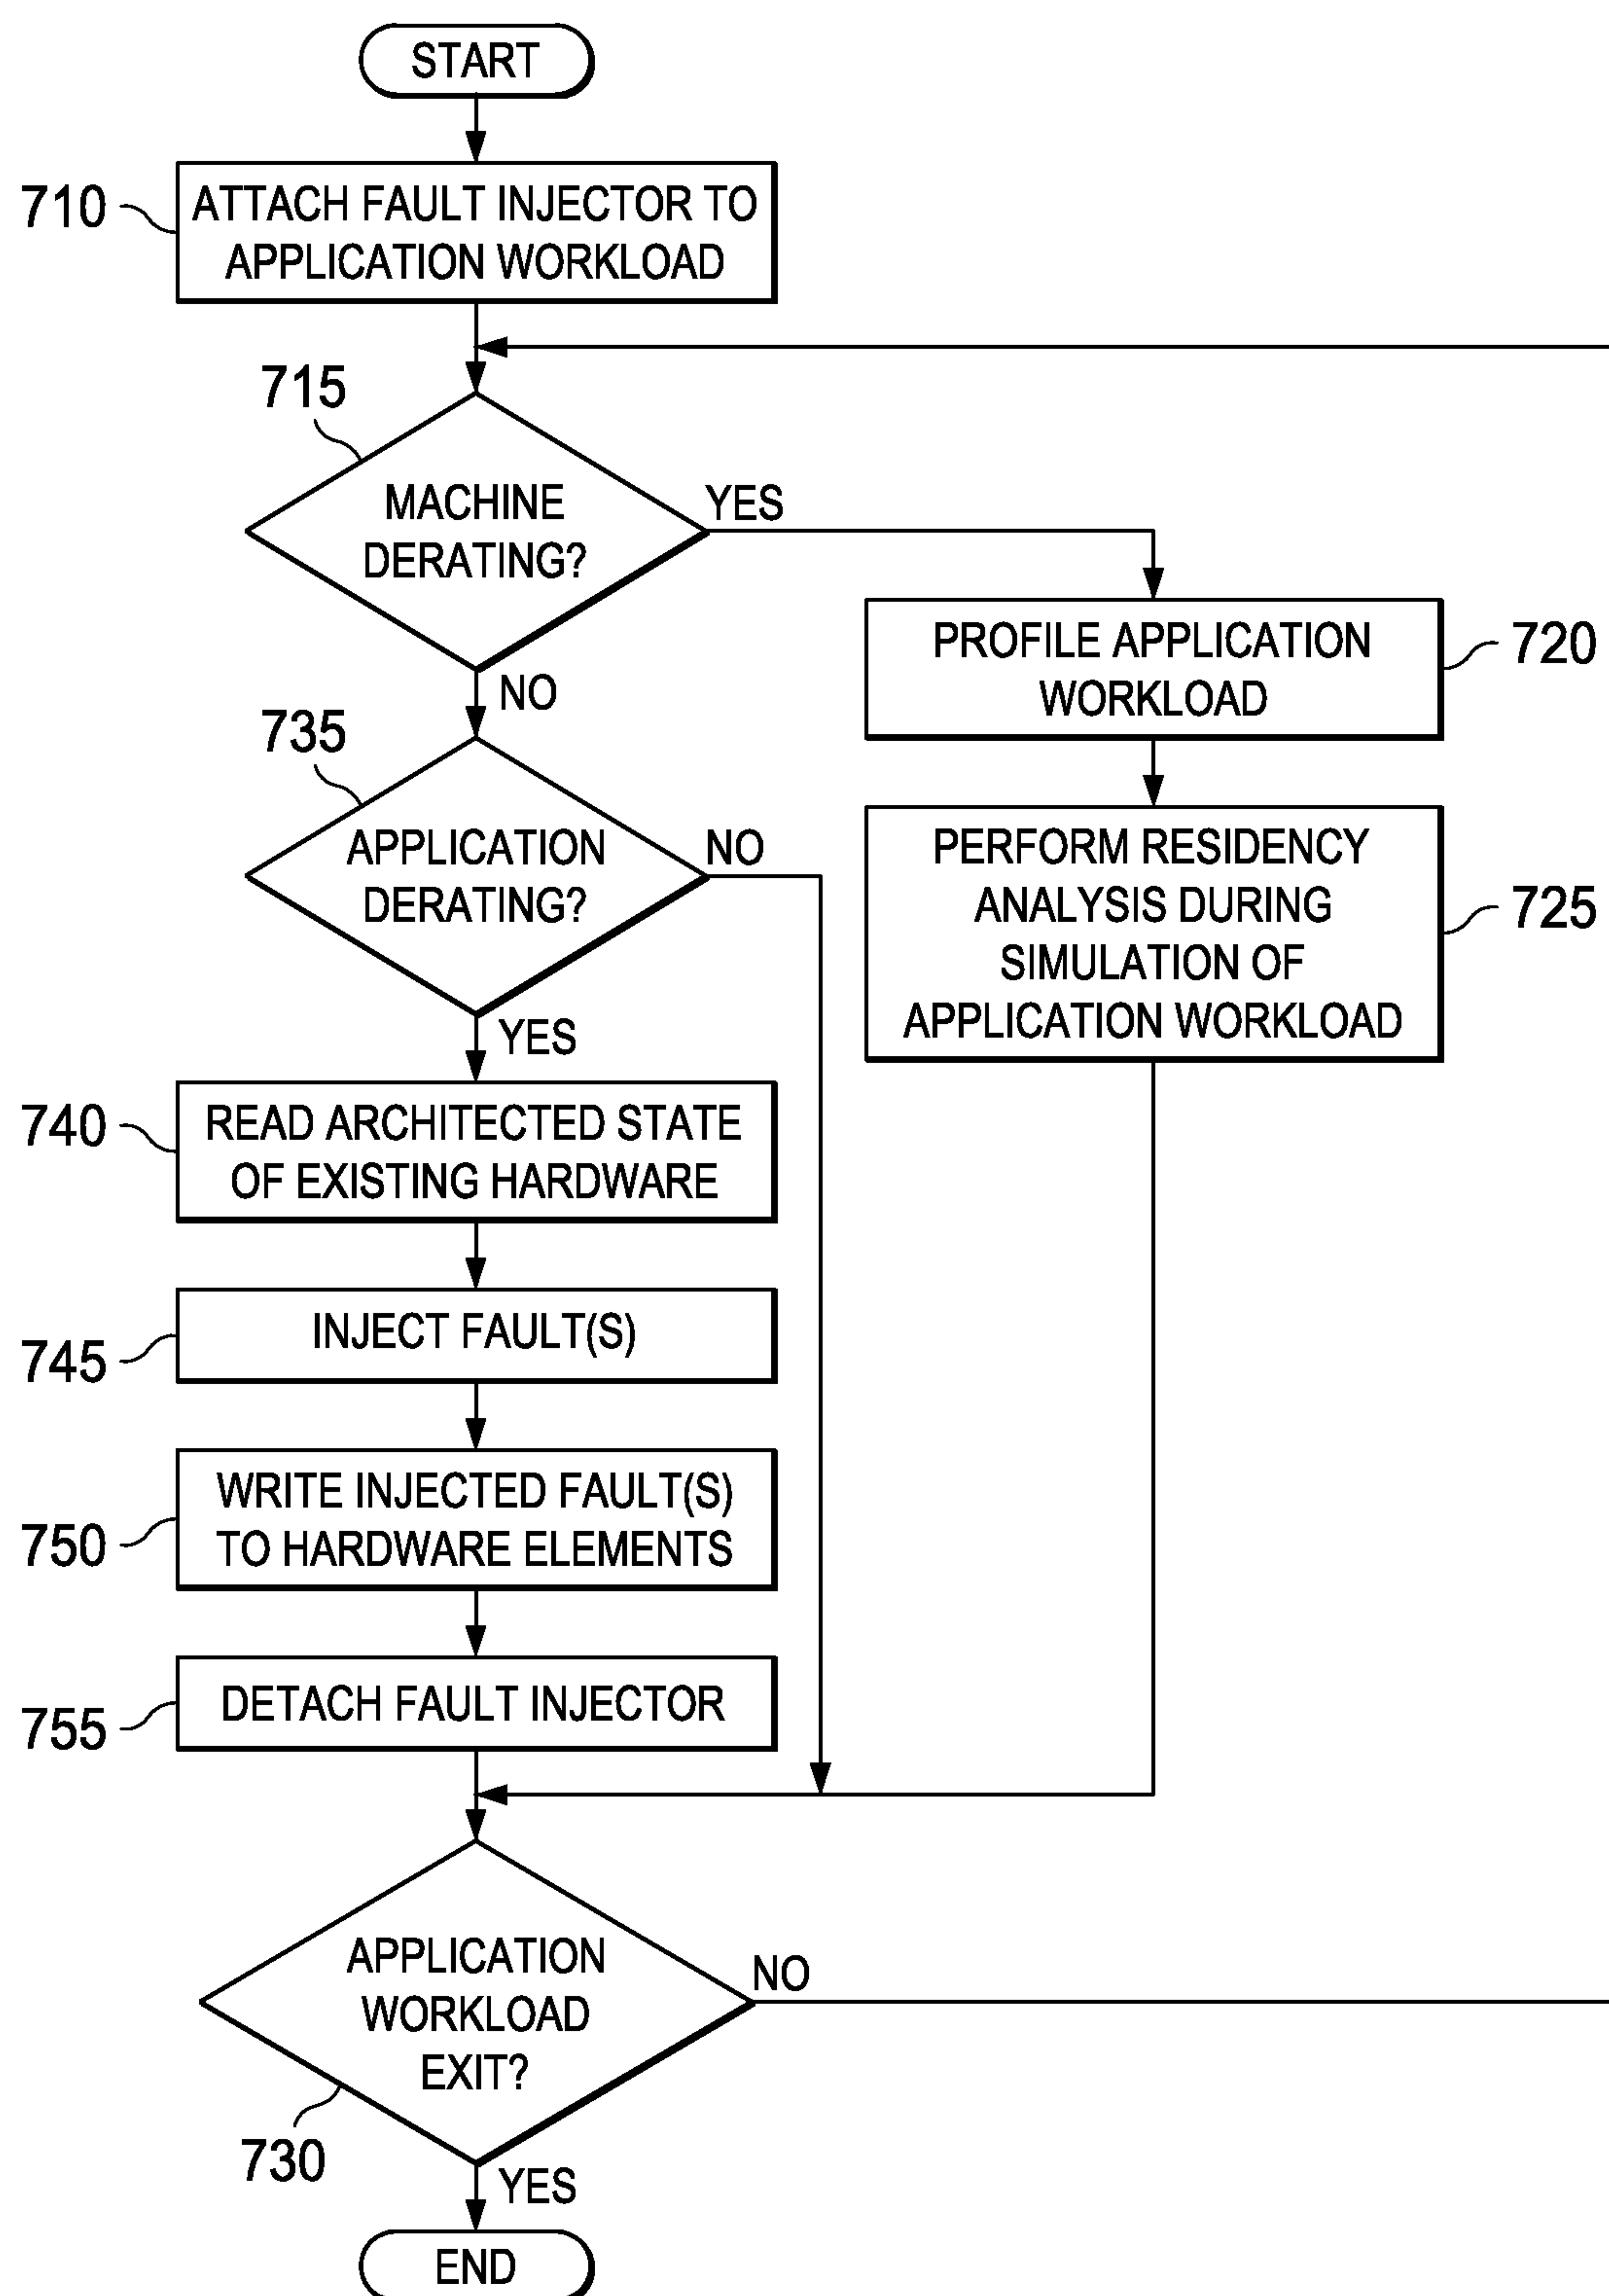 START
710
ATTACH FAULT INJECTOR TO
APPLICATION WORKLOAD
715
MACHINE
DERATING?
YES
NO
720
PROFILE APPLICATION
WORKLOAD
725
PERFORM RESIDENCY
ANALYSIS DURING
SIMULATION OF
APPLICATION WORKLOAD
735
APPLICATION
DERATING?
NO
YES
740
READ ARCHITECTED STATE
OF EXISTING HARDWARE
745
INJECT FAULT(S)
750
WRITE INJECTED FAULT(S)
TO HARDWARE ELEMENTS
755
DETACH FAULT INJECTOR
APPLICATION
WORKLOAD
EXIT?
NO
730
YES
END